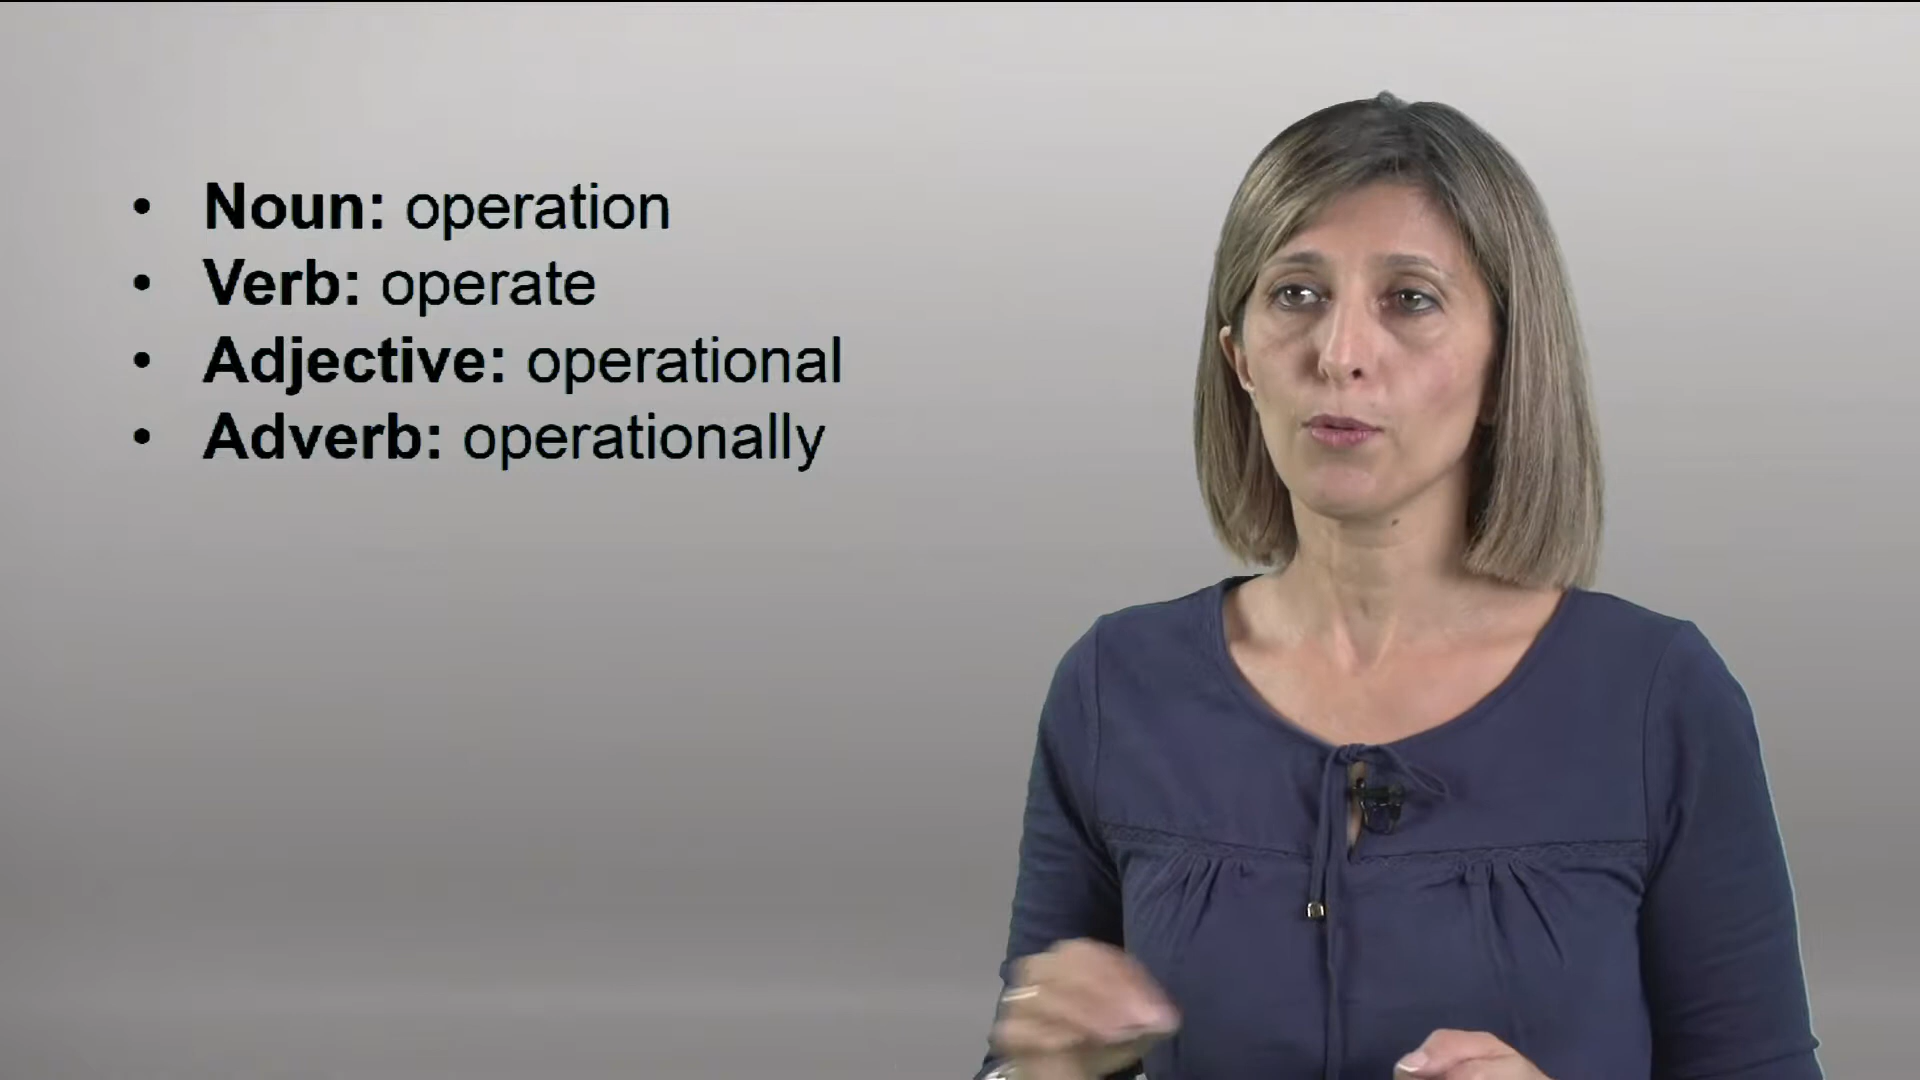 • Noun: operation
• Verb: operate
• Adjective: operational
• Adverb: operationally